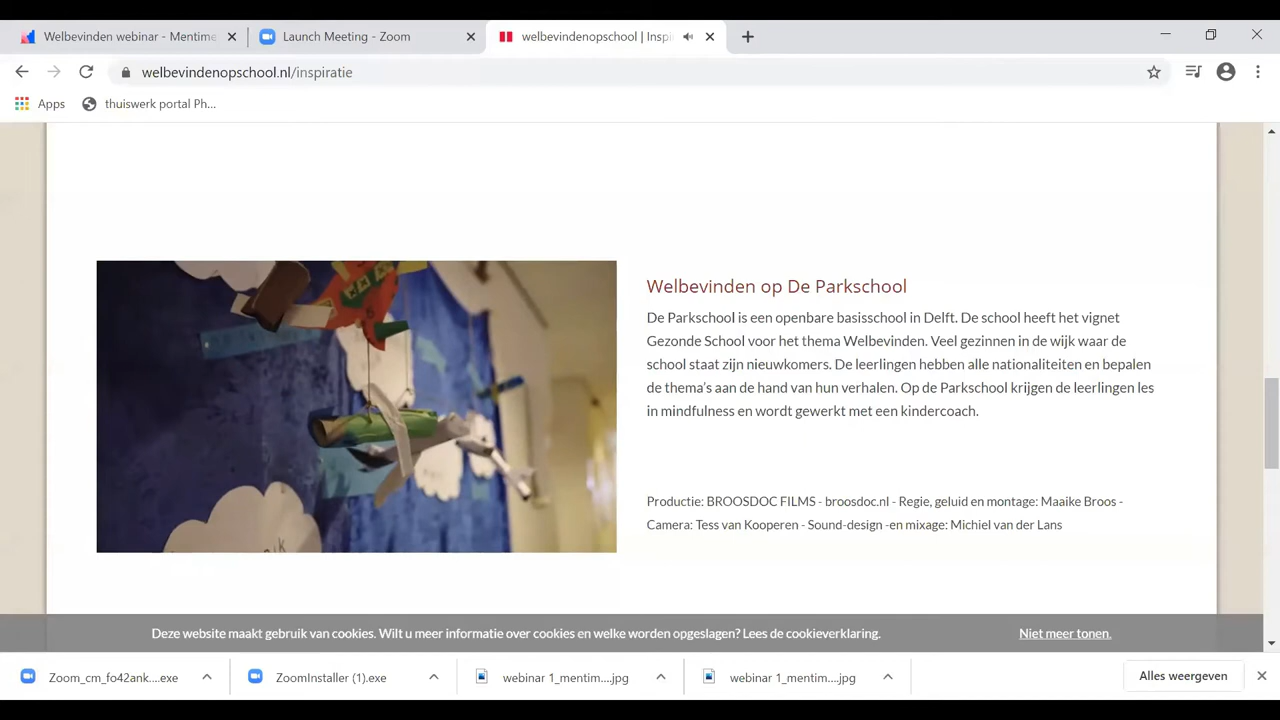 Welbevinden webinar - Mentime
Launch Meeting - Zoom
welbevindenopschool | Inspi
welbevindenopschool.nl/inspiratie
Apps
thuiswerk portal Ph...
Welbevinden op De Parkschool
De Parkschool is een openbare basisschool in Delft. De school heeft het vignet
Gezonde School voor het thema Welbevinden. Veel gezinnen in de wijk waar de
school staat zijn nieuwkomers. De leerlingen hebben alle nationaliteiten en bepalen
de thema's aan de hand van hun verhalen. Op de Parkschool krijgen de leerlingen les
in mindfulness en wordt gewerkt met een kindercoach.
Productie: BROOSDOC FILMS - broosdoc.nl - Regie, geluid en montage: Maaike Broos -
Camera: Tess van Kooperen - Sound-design -en mixage: Michiel van der Lans
Deze website maakt gebruik van cookies. Wilt u meer informatie over cookies en welke worden opgeslagen? Lees de cookieverklaring.
Niet meer tonen.
Zoom_cm_fo42ank....exe
ZoomInstaller (1).exe
webinar 1_mentim....jpg
webinar 1_mentim....jpg
Alles weergeven